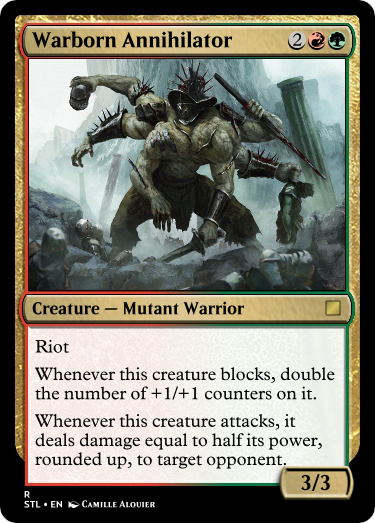 Warborn Annihilator 2
Creature — Mutant Warrior
Riot
Whenever this creature blocks, double
the number of +1/+1 counters on it.
Whenever this creature attacks, it
deals damage equal to half its power,
rounded up, to target opponent.
3/3
R
STL • EN Camille Alquier